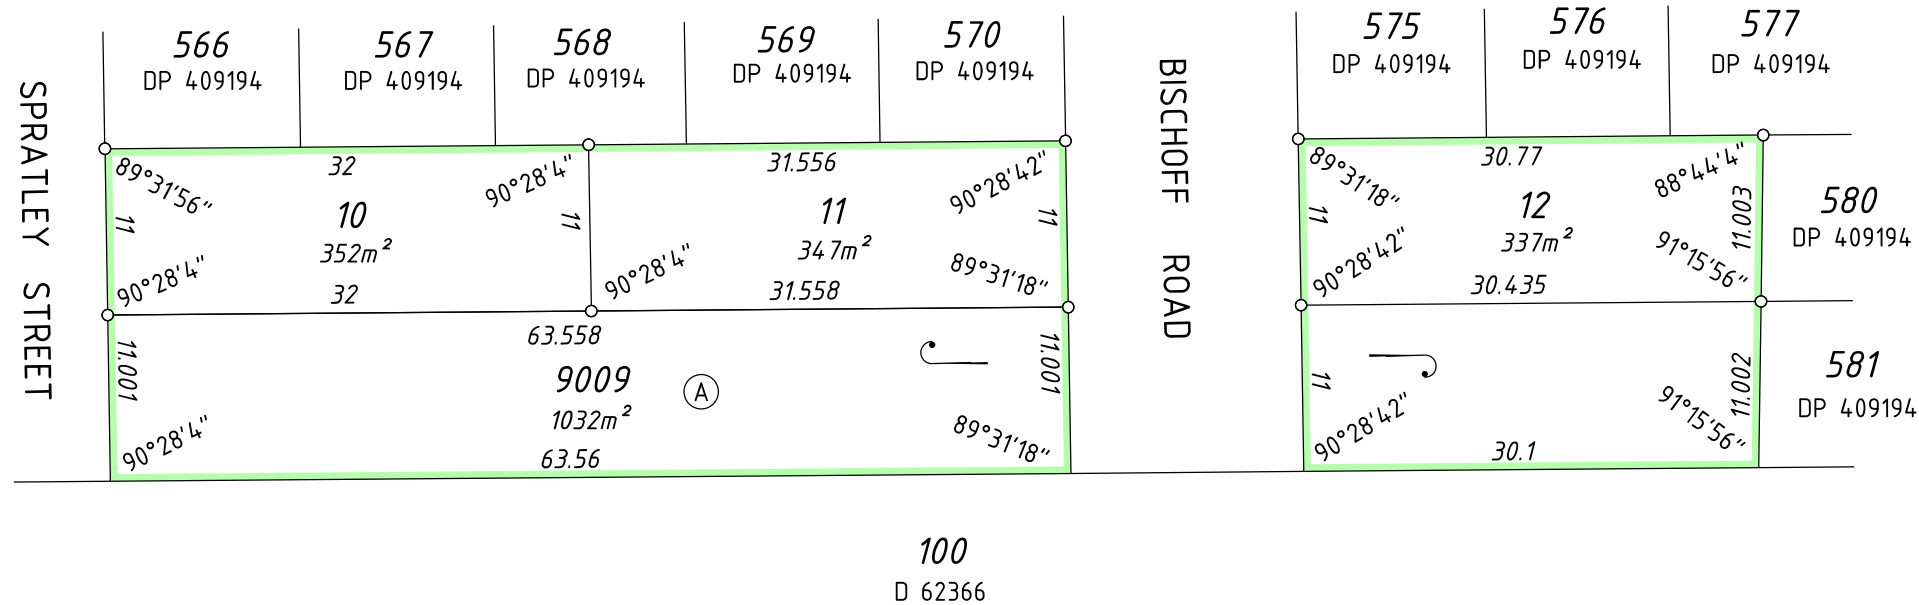 566
DP 409194
567
DP 409194
568
DP 409194
569
DP 409194
570
DP 409194
575
DP 409194
576
DP 409194
577
DP 409194
SPRATLEY STREET
BISCHOFF ROAD
89°31'56"
32
90°28'4"
11
10
352m²
11
90°28'4"
32
31.556
90°28'42"
11
347m²
11
90°28'4"
31.558
89°31'18"
89°31'18"
30.77
88°44'4"
11
12
337m²
11.003
90°28'42"
30.435
91°15'56"
580
DP 409194
63.558
11.001
9009
1032m²
A
11.001
90°28'4"
63.56
89°31'18"
11
90°28'42"
30.1
11.002
91°15'56"
581
DP 409194
100
D 62366